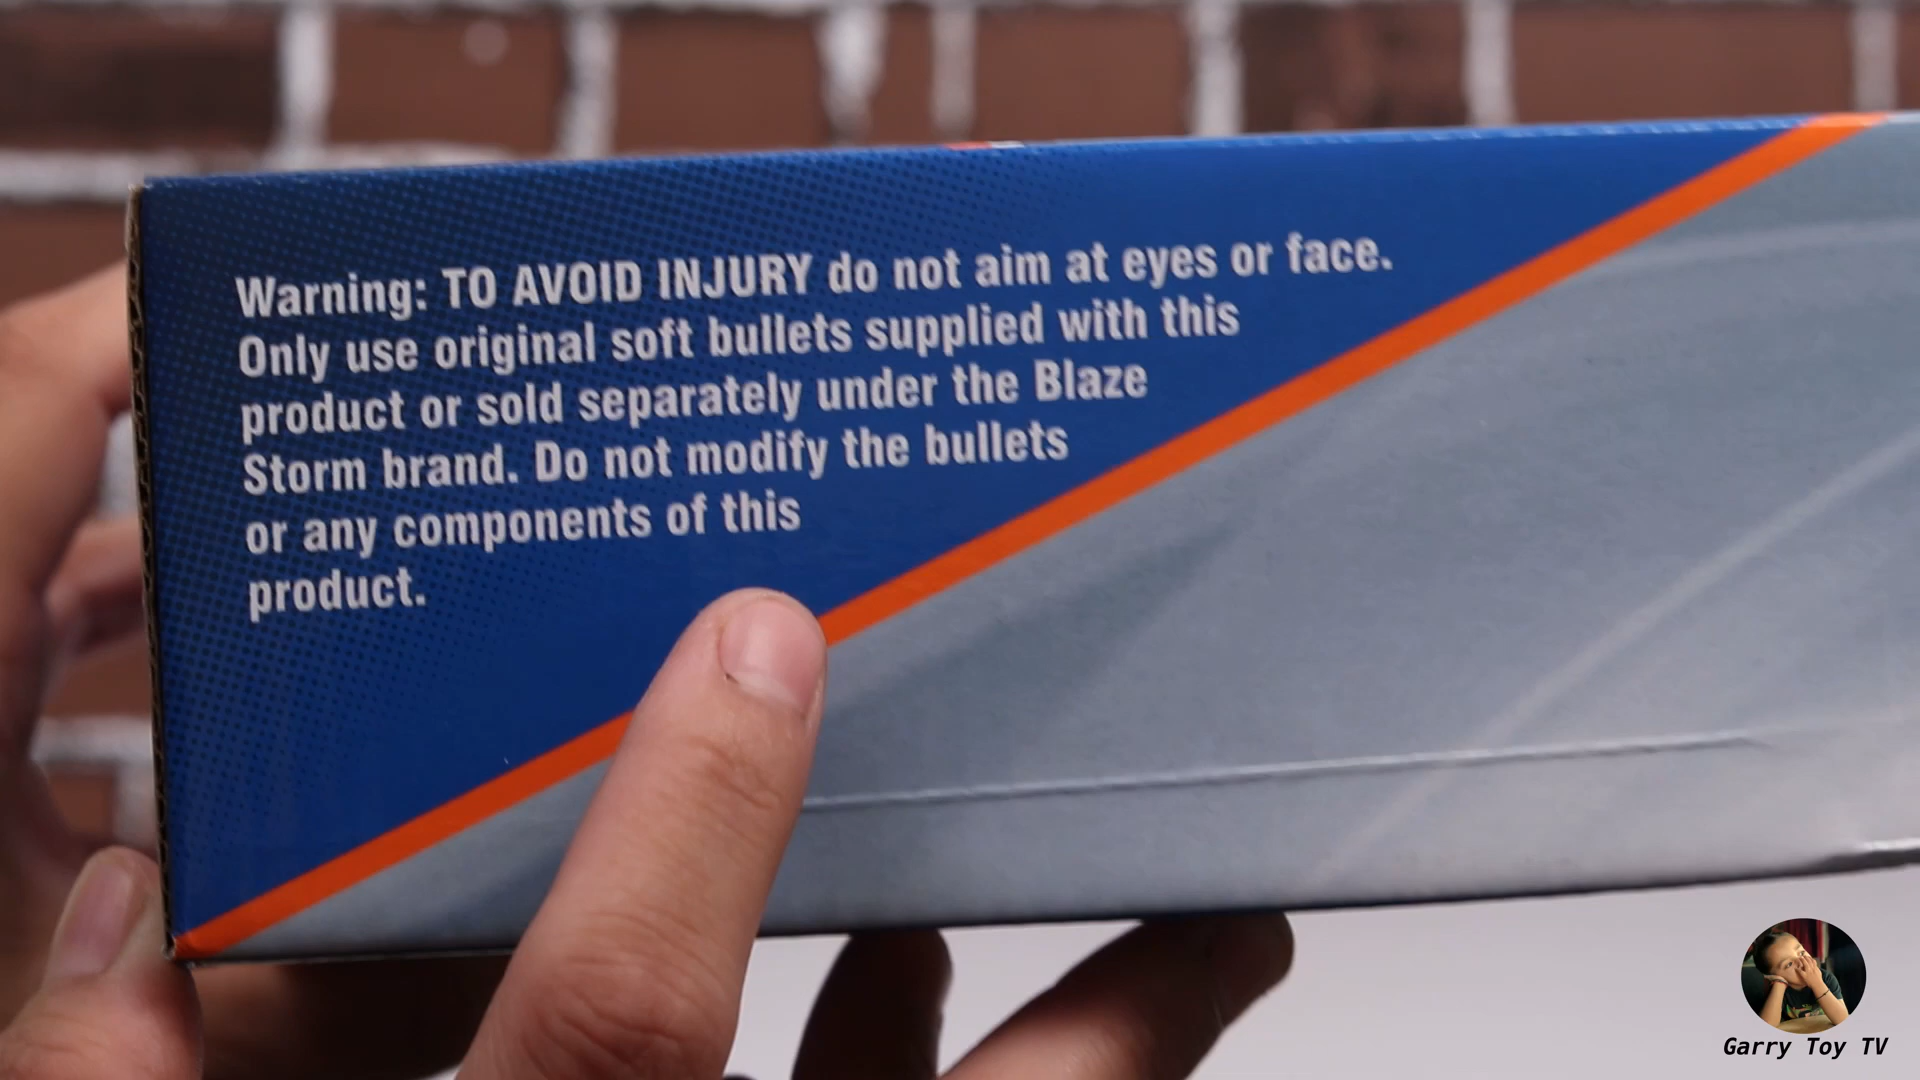 Warning: TO AVOID INJURY do not aim at eyes or face.
Only use original soft bullets supplied with this
product or sold separately under the Blaze
Storm brand. Do not modify the bullets
or any components of this
product.
Garry Toy TV